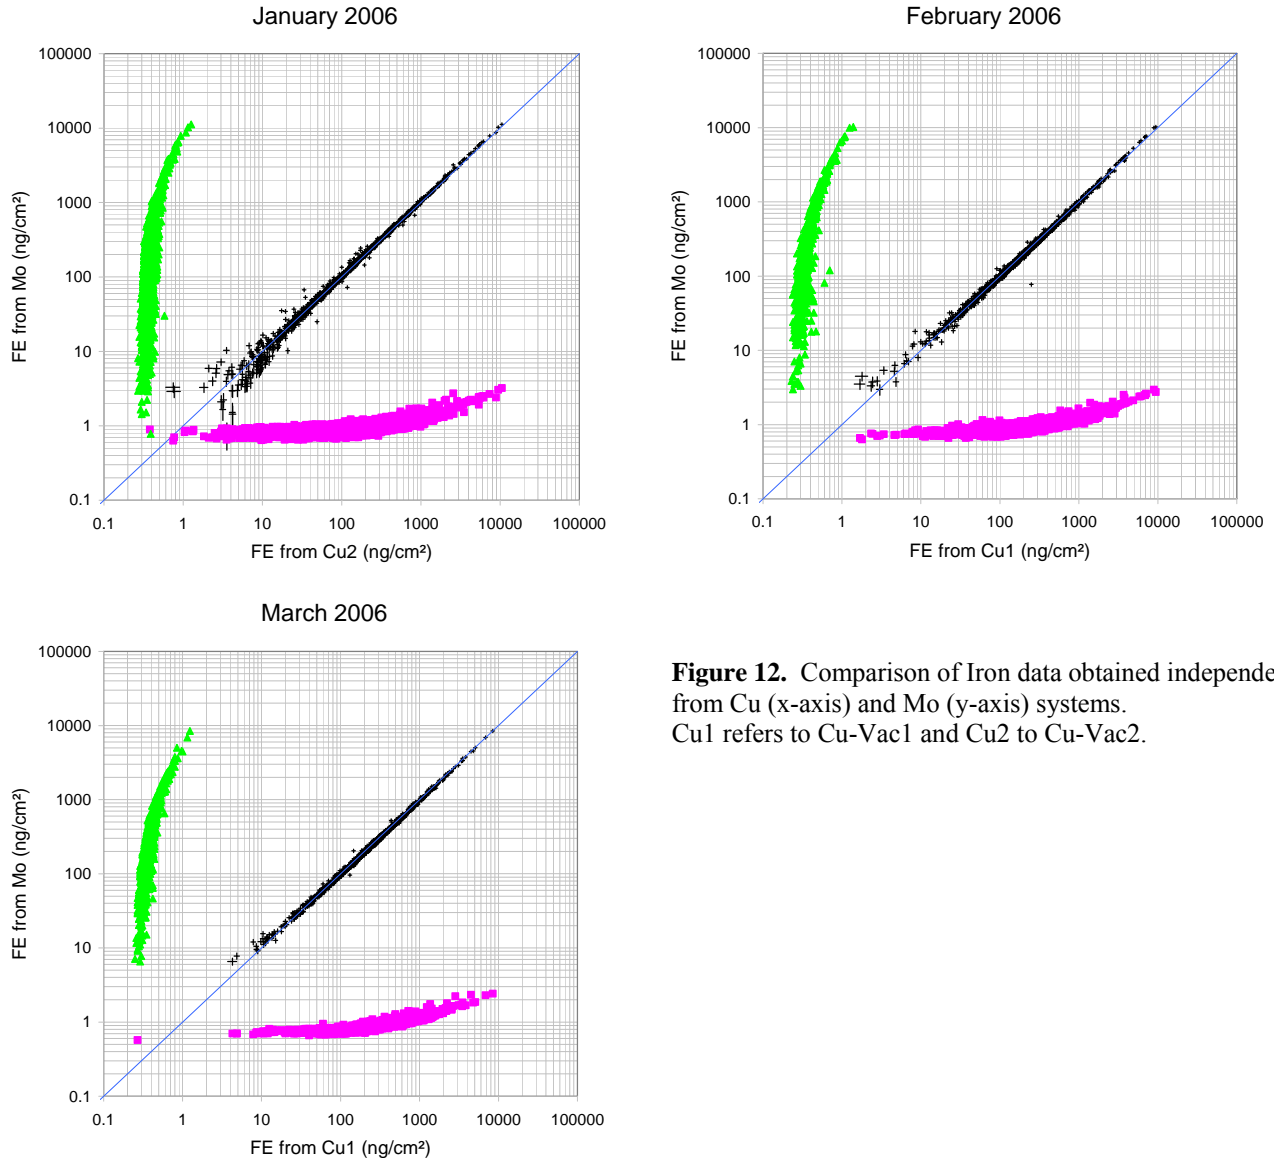 January 2006
100000
10000
1000
100
10
1
0.1
FE from Mo (ng/cm²)
0.1 1 10 100 1000 10000 100000
FE from Cu2 (ng/cm²)
February 2006
100000
10000
1000
100
10
1
0.1
FE from Mo (ng/cm²)
0.1 1 10 100 1000 10000 100000
FE from Cu1 (ng/cm²)
March 2006
100000
10000
1000
100
10
1
0.1
FE from Mo (ng/cm²)
0.1 1 10 100 1000 10000 100000
FE from Cu1 (ng/cm²)
Figure 12. Comparison of Iron data obtained independe
from Cu (x-axis) and Mo (y-axis) systems.
Cu1 refers to Cu-Vac1 and Cu2 to Cu-Vac2.